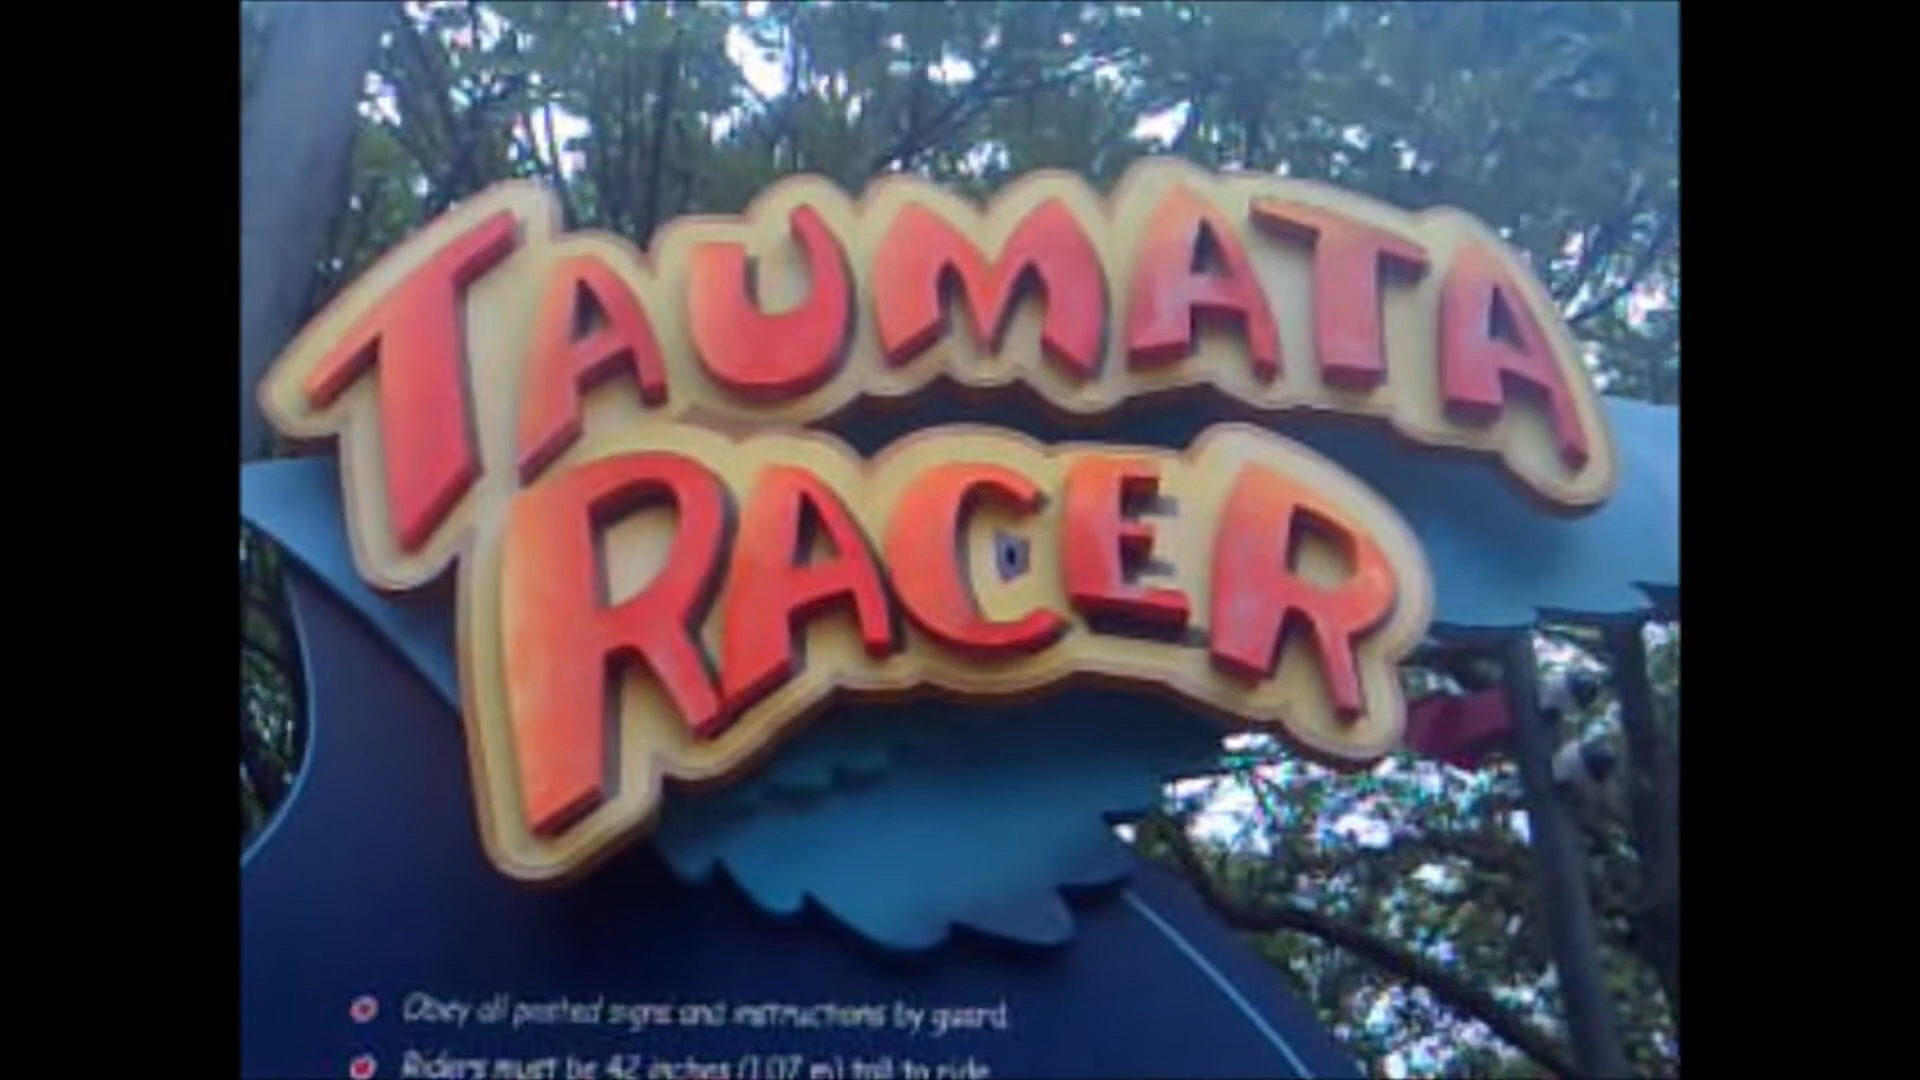 TAUMATA
RACER
Obey all posted signs and instructions by guard.
Riders must be 42 inches (1.07 m) tall to ride